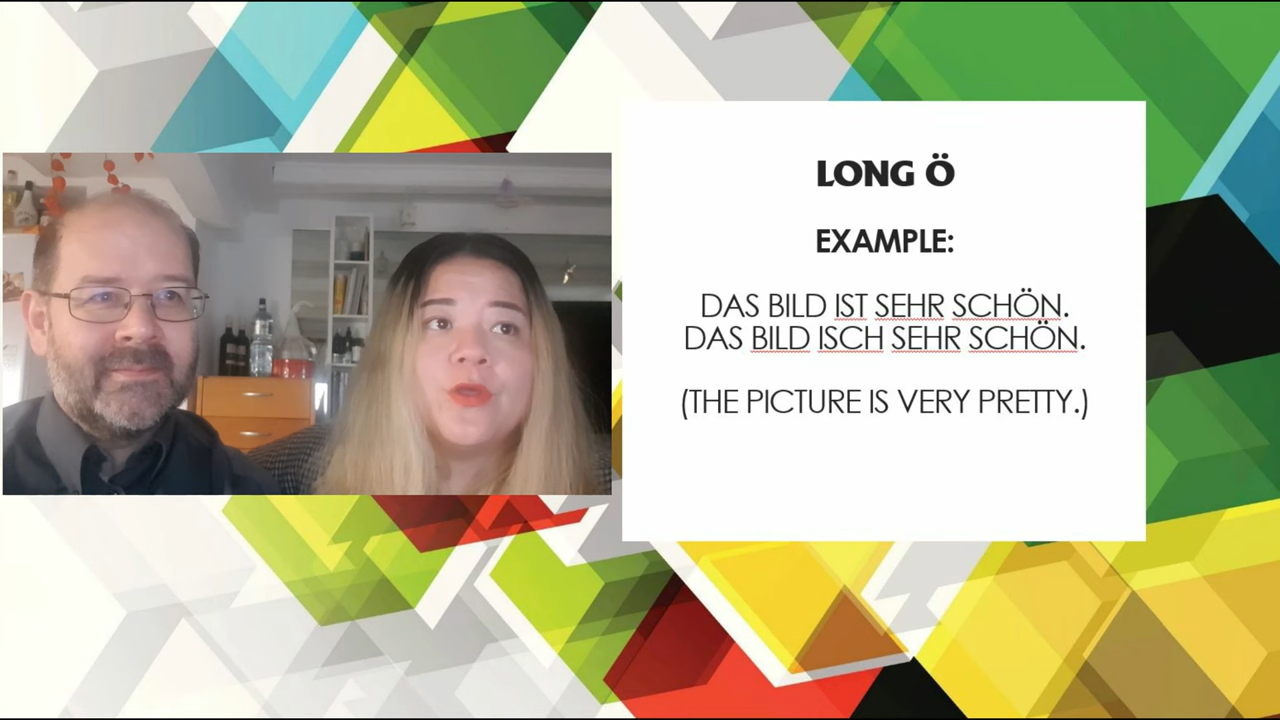 LONG Ö
EXAMPLE:
DAS BILD IST SEHR SCHÖN.
DAS BILD ISCH SEHR SCHÖN.
(THE PICTURE IS VERY PRETTY.)